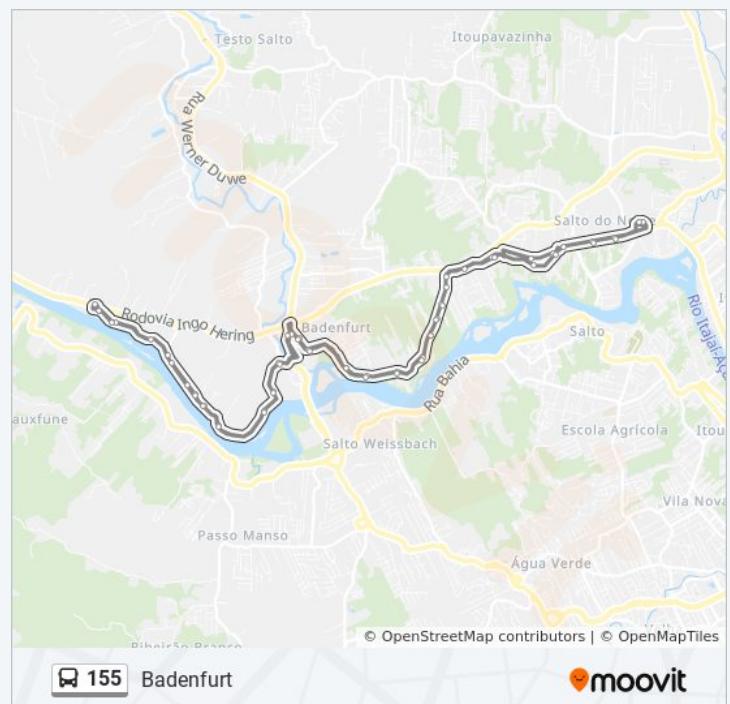 Testo Salto
Itoupavazinha
Rua Werner Duwe
Salto do Norte
Rodovia Ingo Hering
Badenfurt
Rio Itajaí-Açu
Salto
auxfune
Rua Bahia
Escola Agrícola
Itou
Salto Weissbach
Vila Nova
Passo Manso
Água Verde
Ribeirão Branco
© OpenStreetMap contributors | © OpenMapTiles
155 Badenfurt
moovit